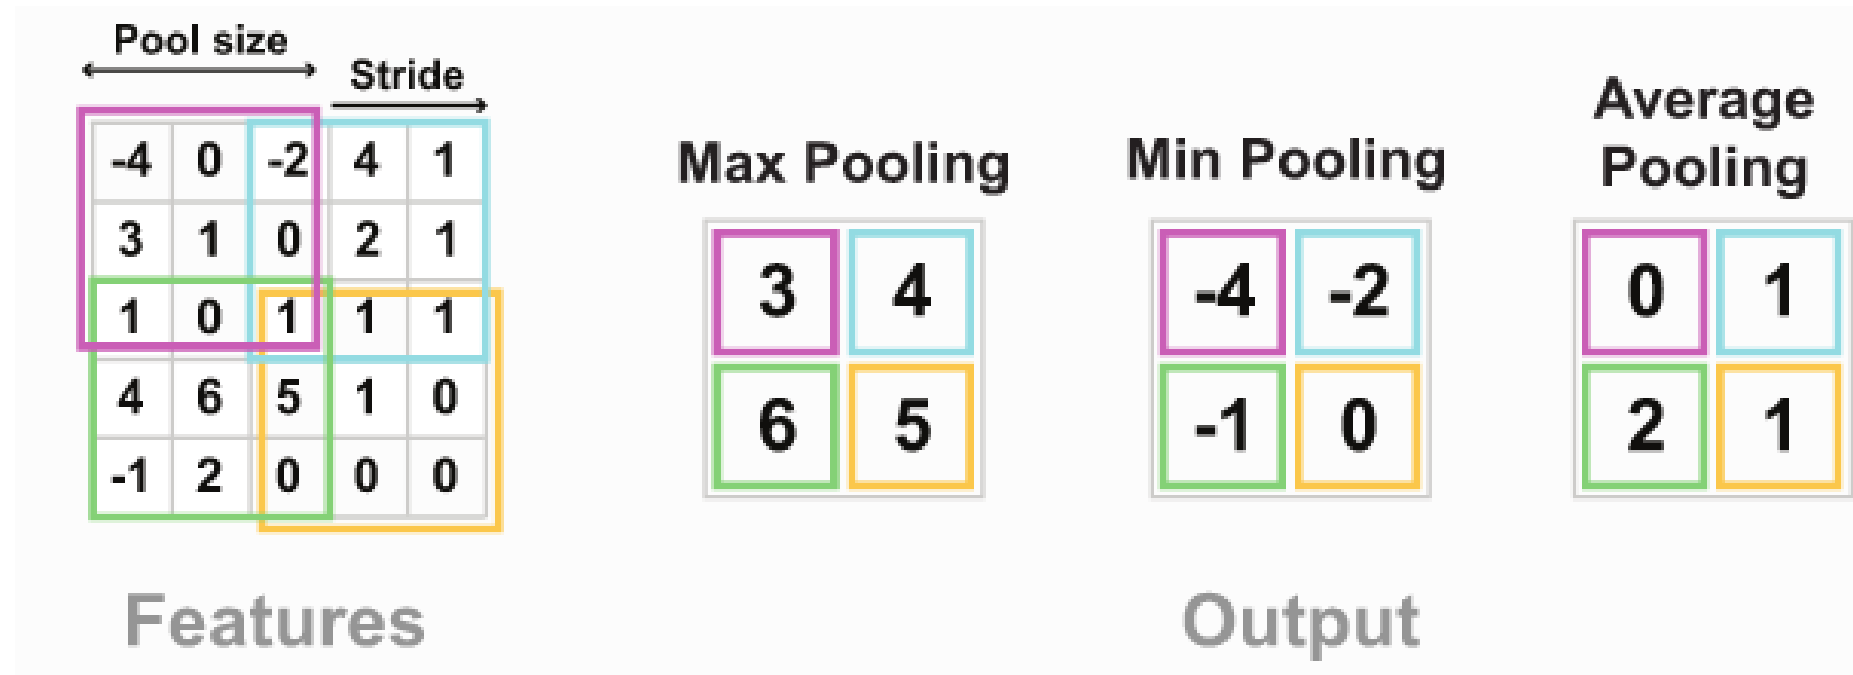 Pool size
Stride
-4 0 -2 4 1
3 1 0 2 1
1 0 1 1 1
4 6 5 1 0
-1 2 0 0 0
Features
Max Pooling
3 4
6 5
Min Pooling
-4 -2
-1 0
Average
Pooling
0 1
2 1
Output